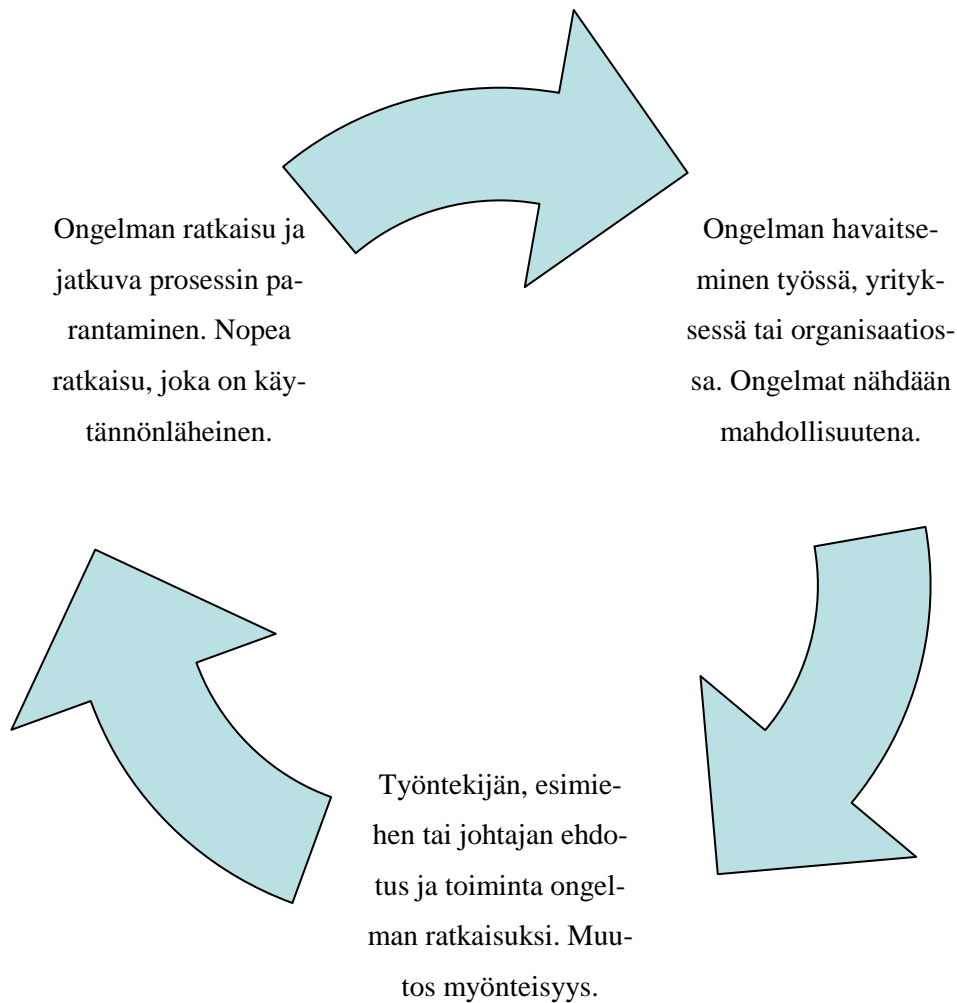 Ongelman ratkaisu ja
jatkuva prosessin pa-
rantaminen. Nopea
ratkaisu, joka on käy-
tännönläheinen.
Ongelman havaitse-
minen työssä, yrityk-
sessä tai organisaatios-
sa. Ongelmat nähdään
mahdollisuutena.
Työntekijän, esimie-
hen tai johtajan ehdo-
tus ja toiminta ongel-
man ratkaisuksi. Muu-
tos myönteisyys.